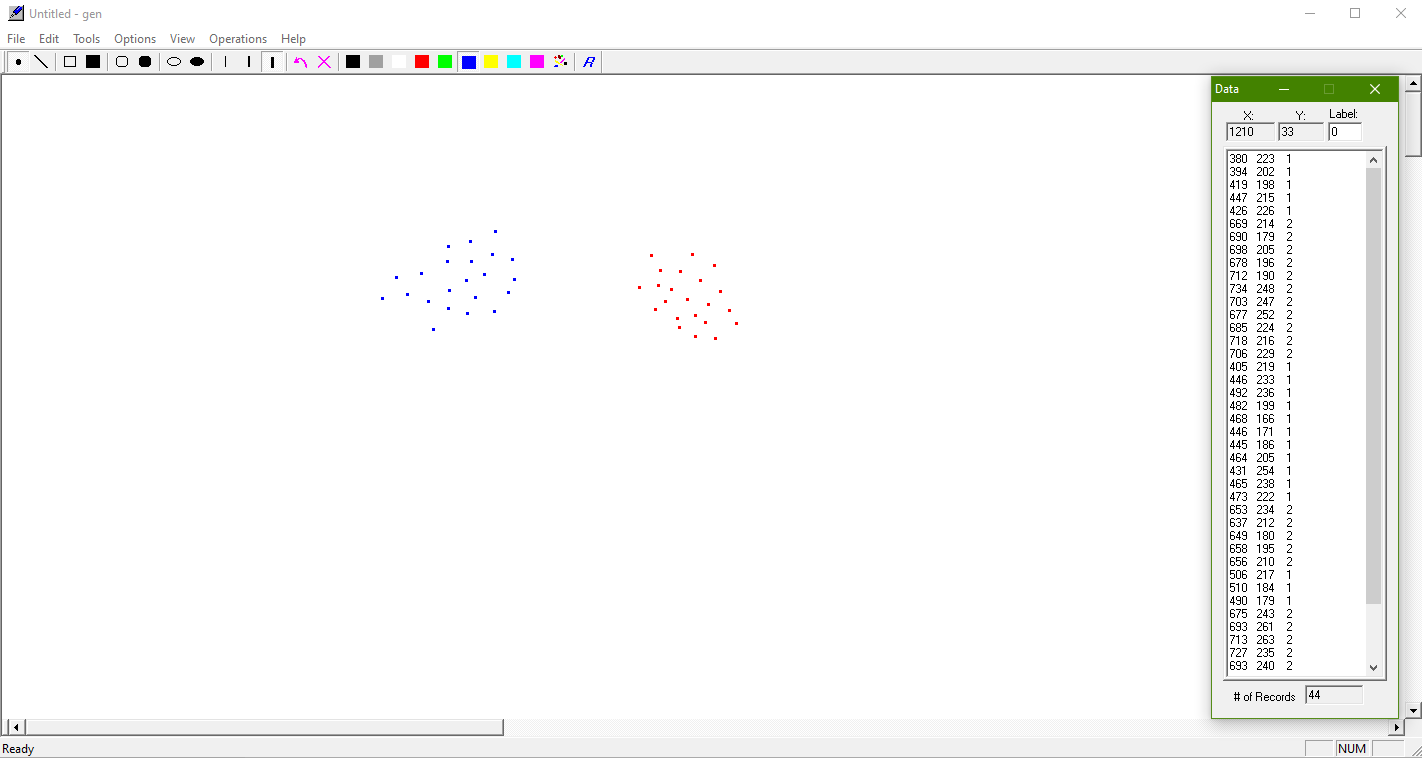 Untitled - gen
File Edit Tools Options View Operations Help
R
Data
X: Y: Label:
1210 33 0
380 223 1
394 202 1
419 198 1
447 215 1
426 226 1
669 214 2
690 179 2
698 205 2
678 196 2
712 190 2
734 248 2
703 247 2
677 252 2
685 224 2
718 216 2
706 229 2
405 219 1
446 233 1
492 236 1
482 199 1
468 166 1
446 171 1
445 186 1
464 205 1
431 254 1
465 238 1
473 222 1
653 234 2
637 212 2
649 180 2
658 195 2
656 210 2
506 217 1
510 184 1
490 179 1
675 243 2
693 261 2
713 263 2
727 235 2
693 240 2
# of Records 44
Ready NUM